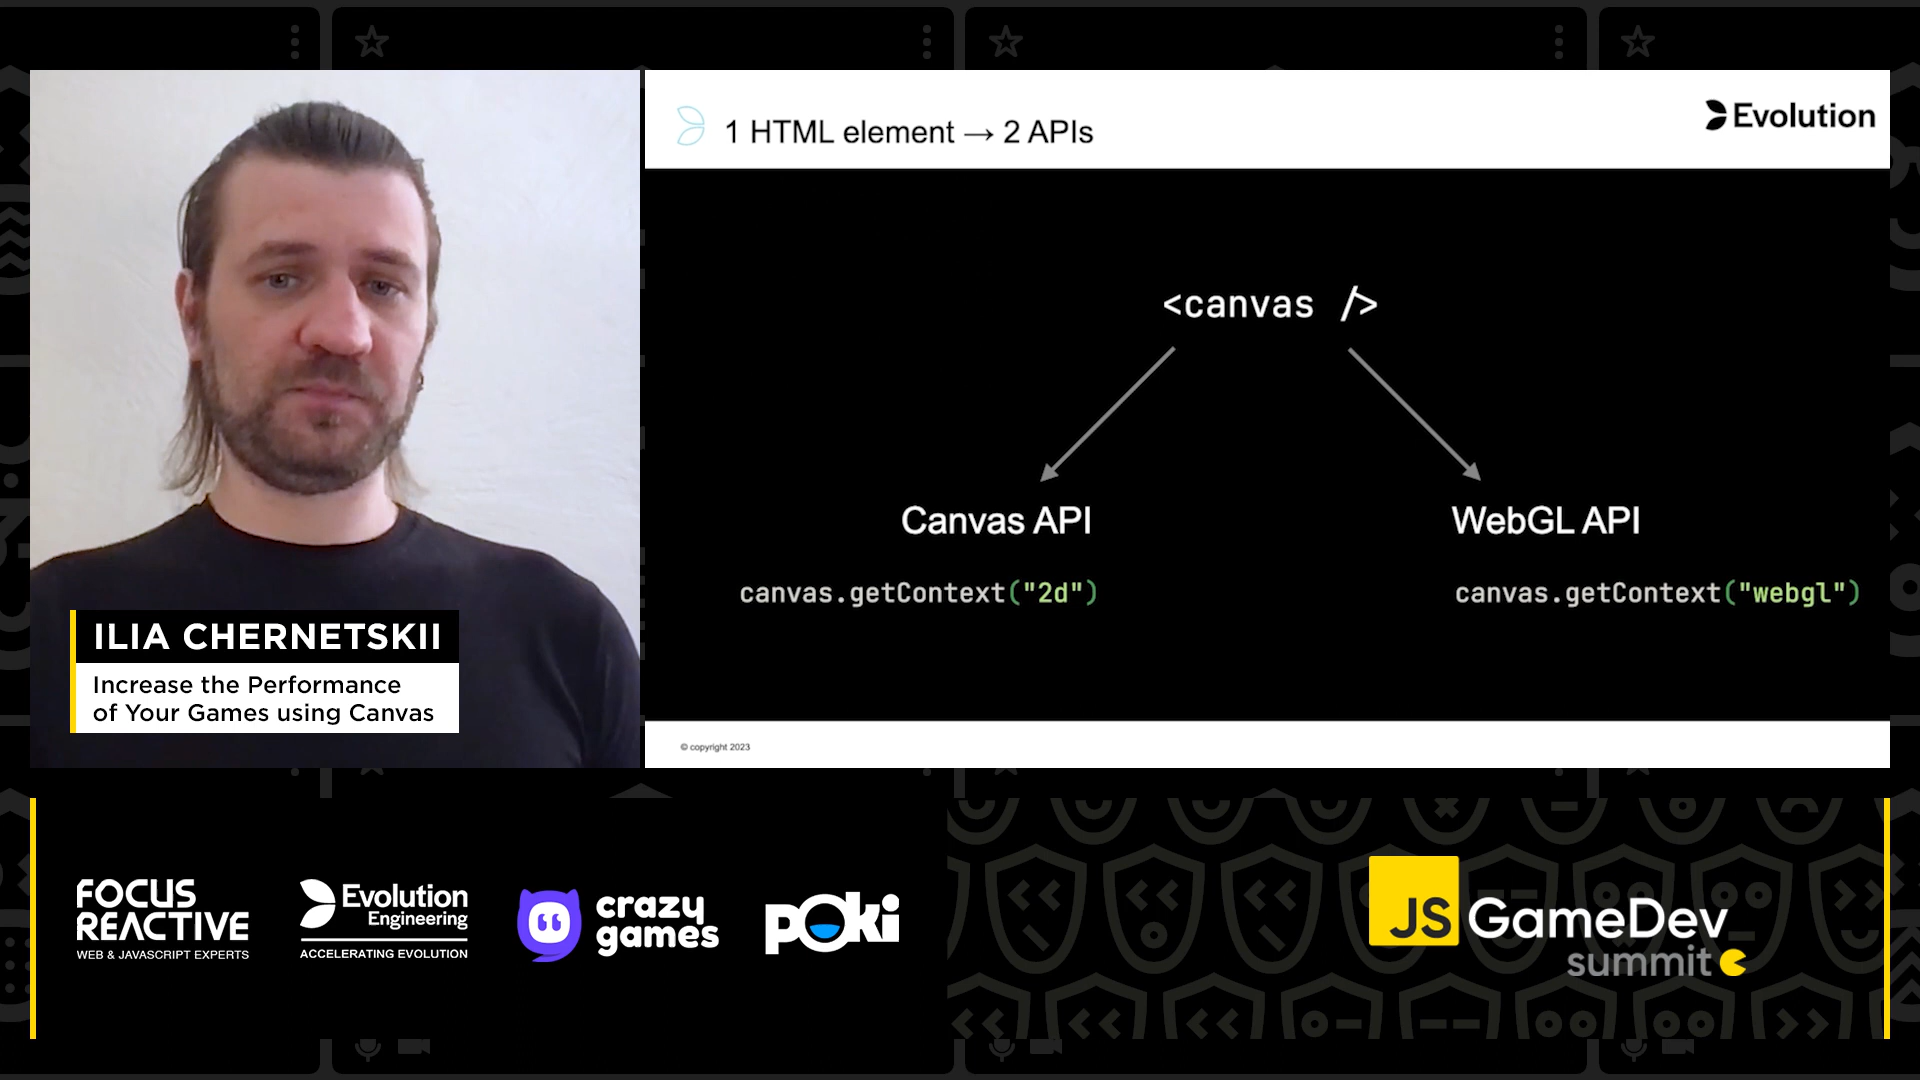 1 HTML element → 2 APIs
Evolution
<canvas />
Canvas API
WebGL API
canvas.getContext("2d")
canvas.getContext("webgl")
© copyright 2023
ILIA CHERNETSKII
Increase the Performance
of Your Games using Canvas
FOCUS
REACTIVE
WEB & JAVASCRIPT EXPERTS
Evolution
Engineering
ACCELERATING EVOLUTION
crazy
games
poki
JS GameDev
summit